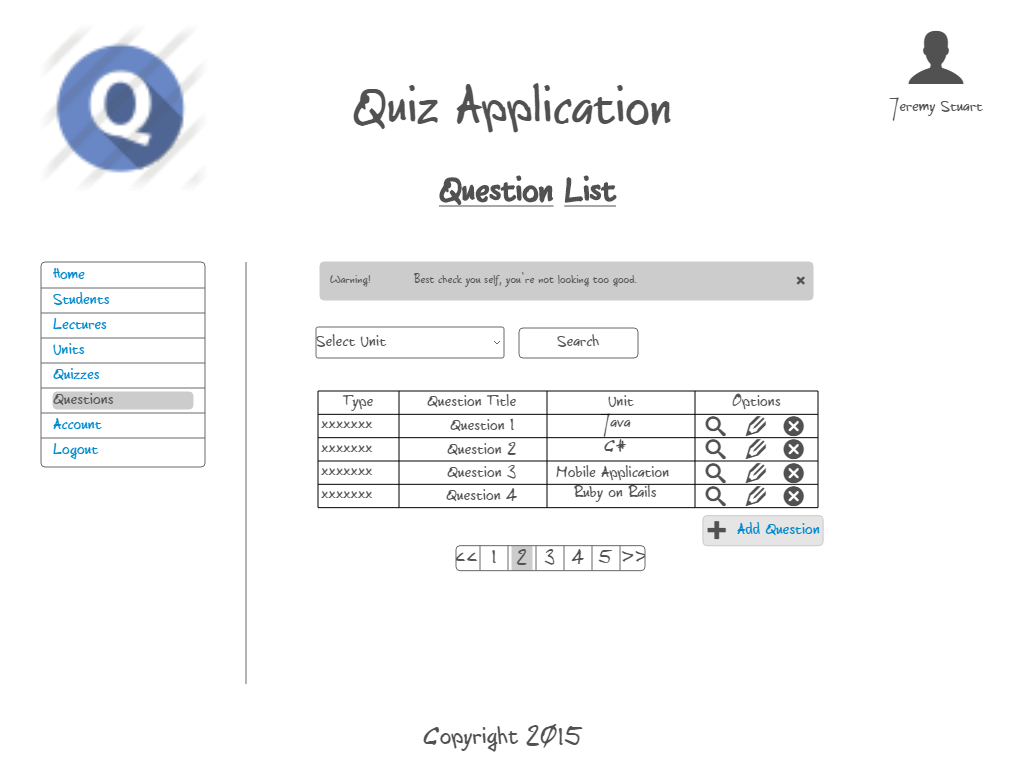 Q
Quiz Application
Jeremy Stuart
Question List
Home
Students
Lectures
Units
Quizzes
Questions
Account
Logout
Warning! Best check you self, you're not looking too good. ×
Select Unit Search
Type Question Title Unit Options
xxxxxxx Question 1 Java
xxxxxxx Question 2 C#
xxxxxxx Question 3 Mobile Application
xxxxxxx Question 4 Ruby on Rails
Add Question
<< 1 2 3 4 5 >>
Copyright 2015